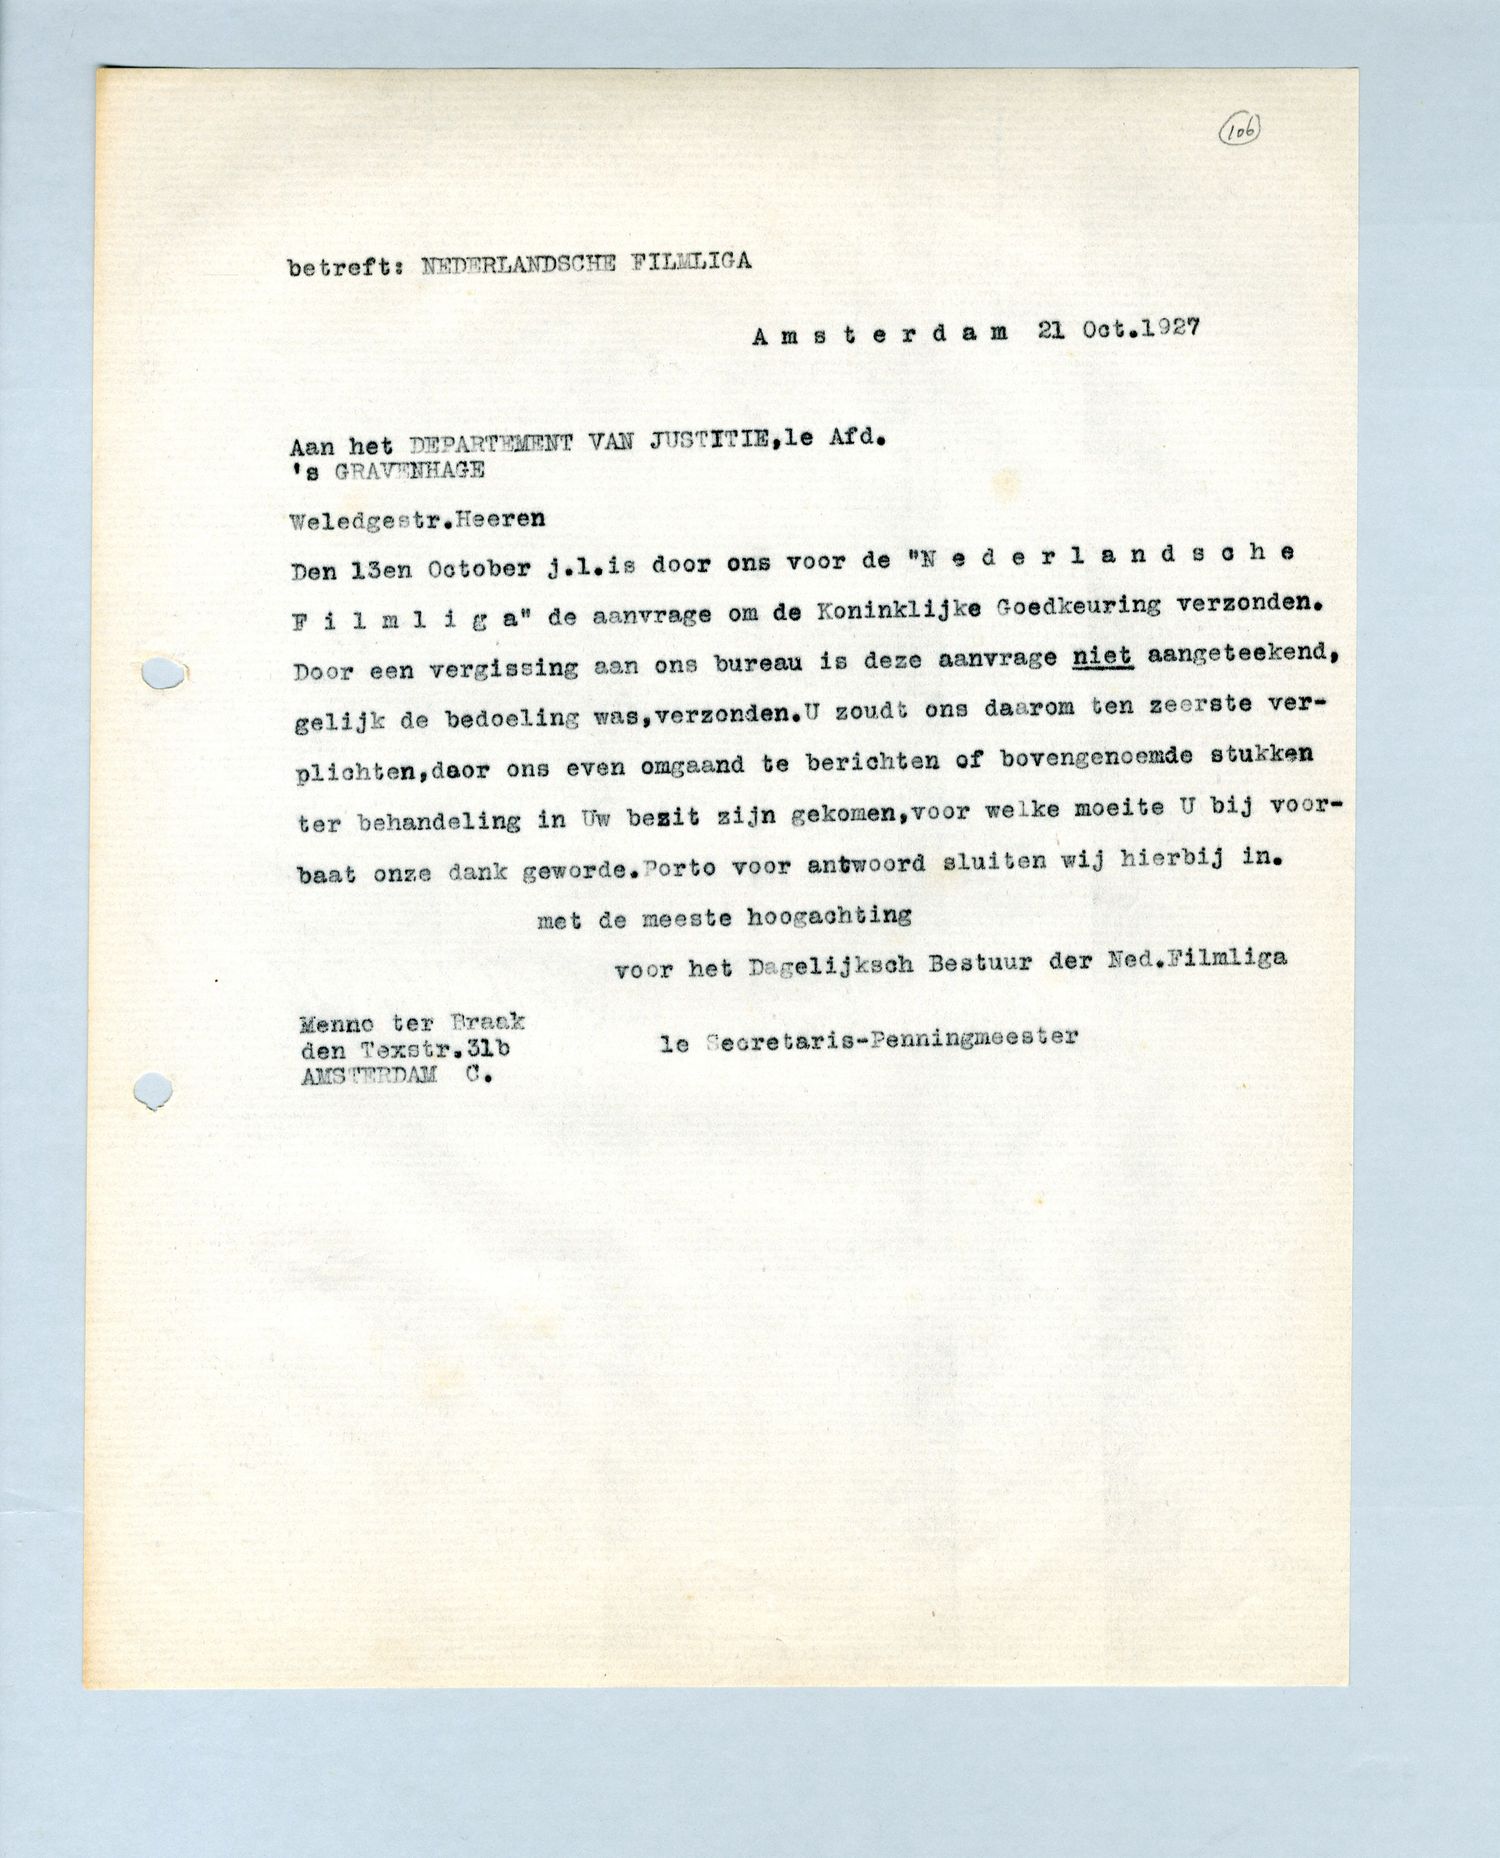 106
betreft: NEDERLANDSCHE FILMLIGA
A m s t e r d a m 21 Oct.1927
Aan het DEPARTEMENT VAN JUSTITIE,1e Afd.
's GRAVENHAGE
Weledgestr.Heeren
Den 13en October j.l.is door ons voor de "N e d e r l a n d s c h e
F i l m l i g a" de aanvrage om de Koninklijke Goedkeuring verzonden.
Door een vergissing aan ons bureau is deze aanvrage niet aangeteekend,
gelijk de bedoeling was,verzonden.U zoudt ons daarom ten zeerste ver-
plichten,door ons even omgaand te berichten of bovengenoemde stukken
ter behandeling in Uw bezit zijn gekomen,voor welke moeite U bij voor-
baat onze dank geworde.Porto voor antwoord sluiten wij hierbij in.
met de meeste hoogachting
voor het Dagelijksch Bestuur der Ned.Filmliga
Menno ter Braak
den Texstr.31b
1e Secretaris-Penningmeester
AMSTERDAM C.